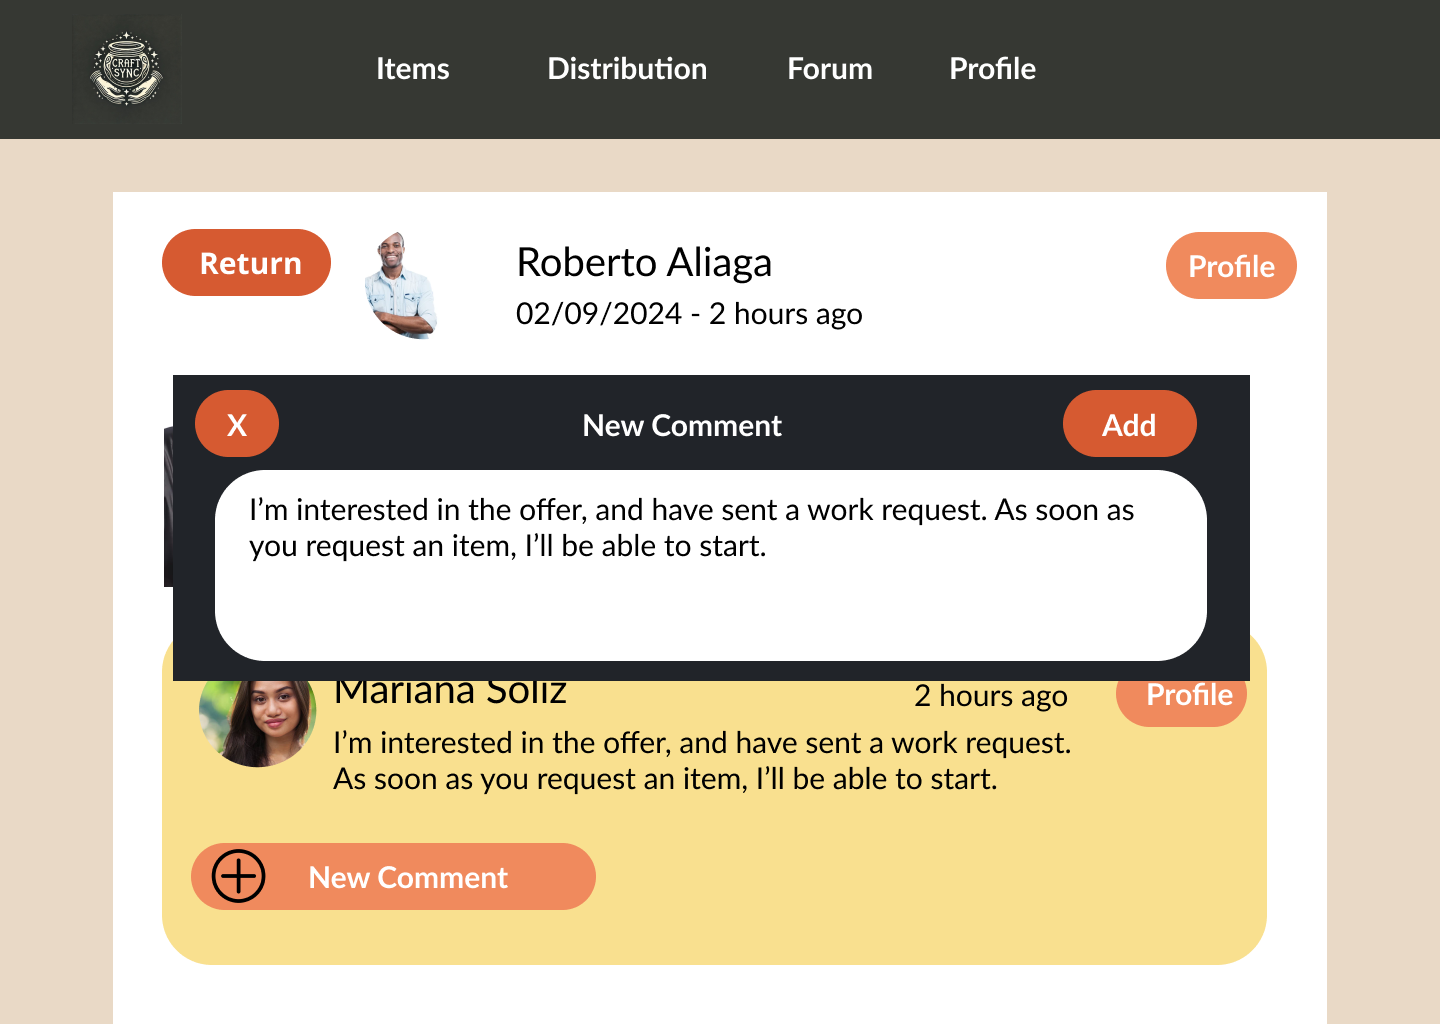 CRAFT
SYNC
Items
Distribution
Forum
Profile
Return
Roberto Aliaga
02/09/2024 - 2 hours ago
Profile
X
New Comment
Add
I’m interested in the offer, and have sent a work request. As soon as
you request an item, I’ll be able to start.
Mariana Soliz
2 hours ago
Profile
I’m interested in the offer, and have sent a work request.
As soon as you request an item, I’ll be able to start.
New Comment